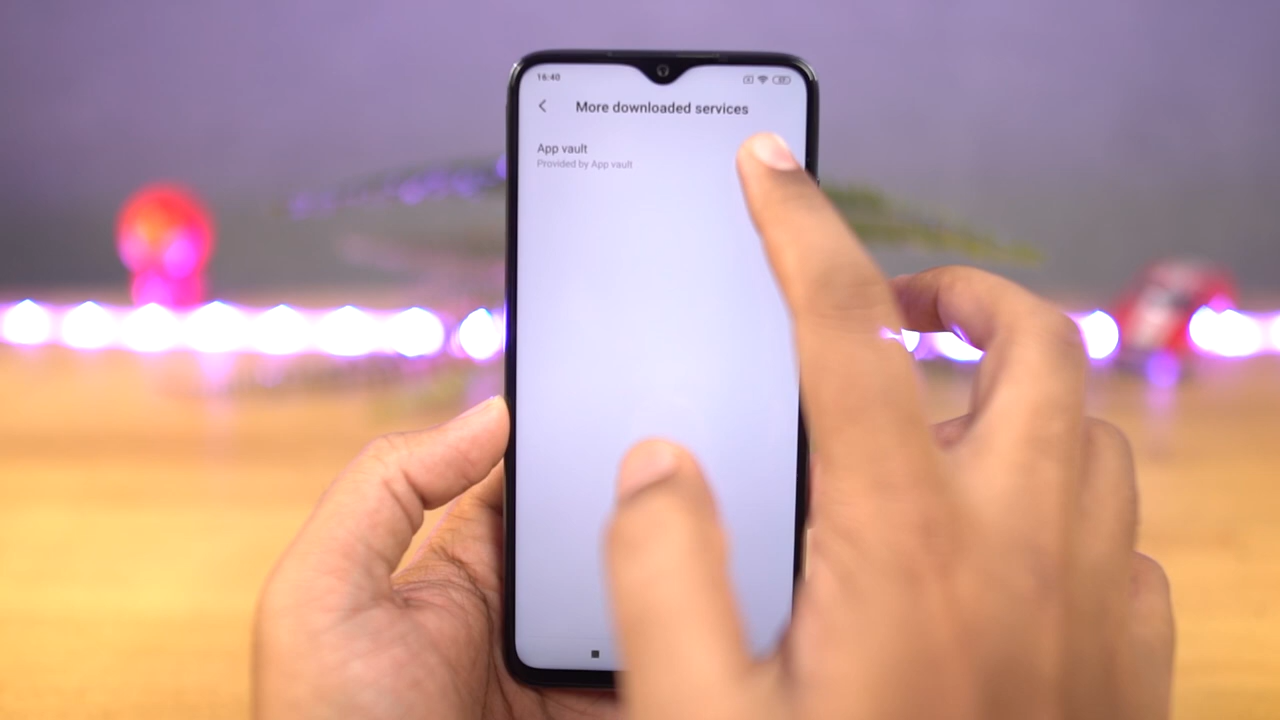 16:40
More downloaded services
App vault
Provided by App vault